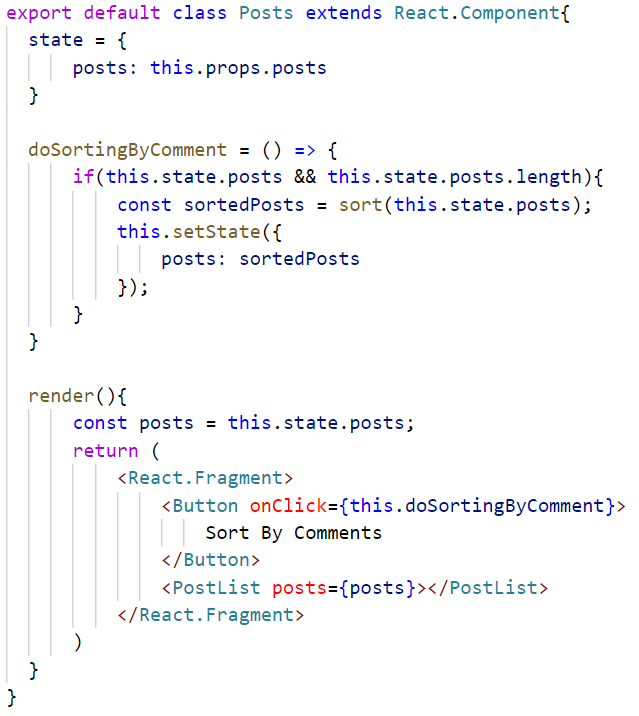 export default class Posts extends React.Component{
state = {
posts: this.props.posts
}
doSortingByComment = () => {
if(this.state.posts && this.state.posts.length){
const sortedPosts = sort(this.state.posts);
this.setState({
posts: sortedPosts
});
}
}
render(){
const posts = this.state.posts;
return (
<React.Fragment>
<Button onClick={this.doSortingByComment}>
Sort By Comments
</Button>
<PostList posts={posts}></PostList>
</React.Fragment>
)
}
}